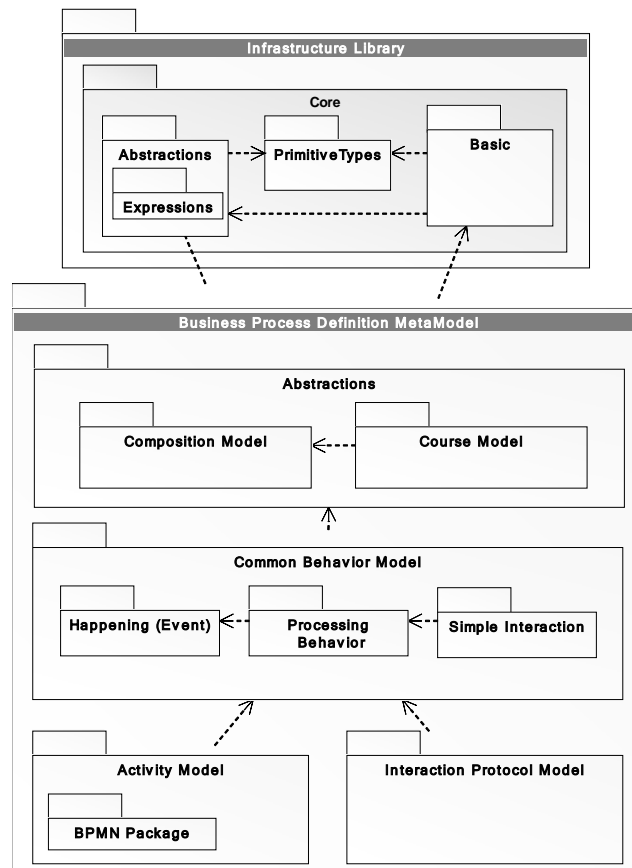 Infrastructure Library
Core
Abstractions
PrimitiveTypes
Basic
Expressions
Business Process Definition MetaModel
Abstractions
Composition Model
Course Model
Common Behavior Model
Happening (Event)
Processing
Behavior
Simple Interaction
Activity Model
Interaction Protocol Model
BPMN Package